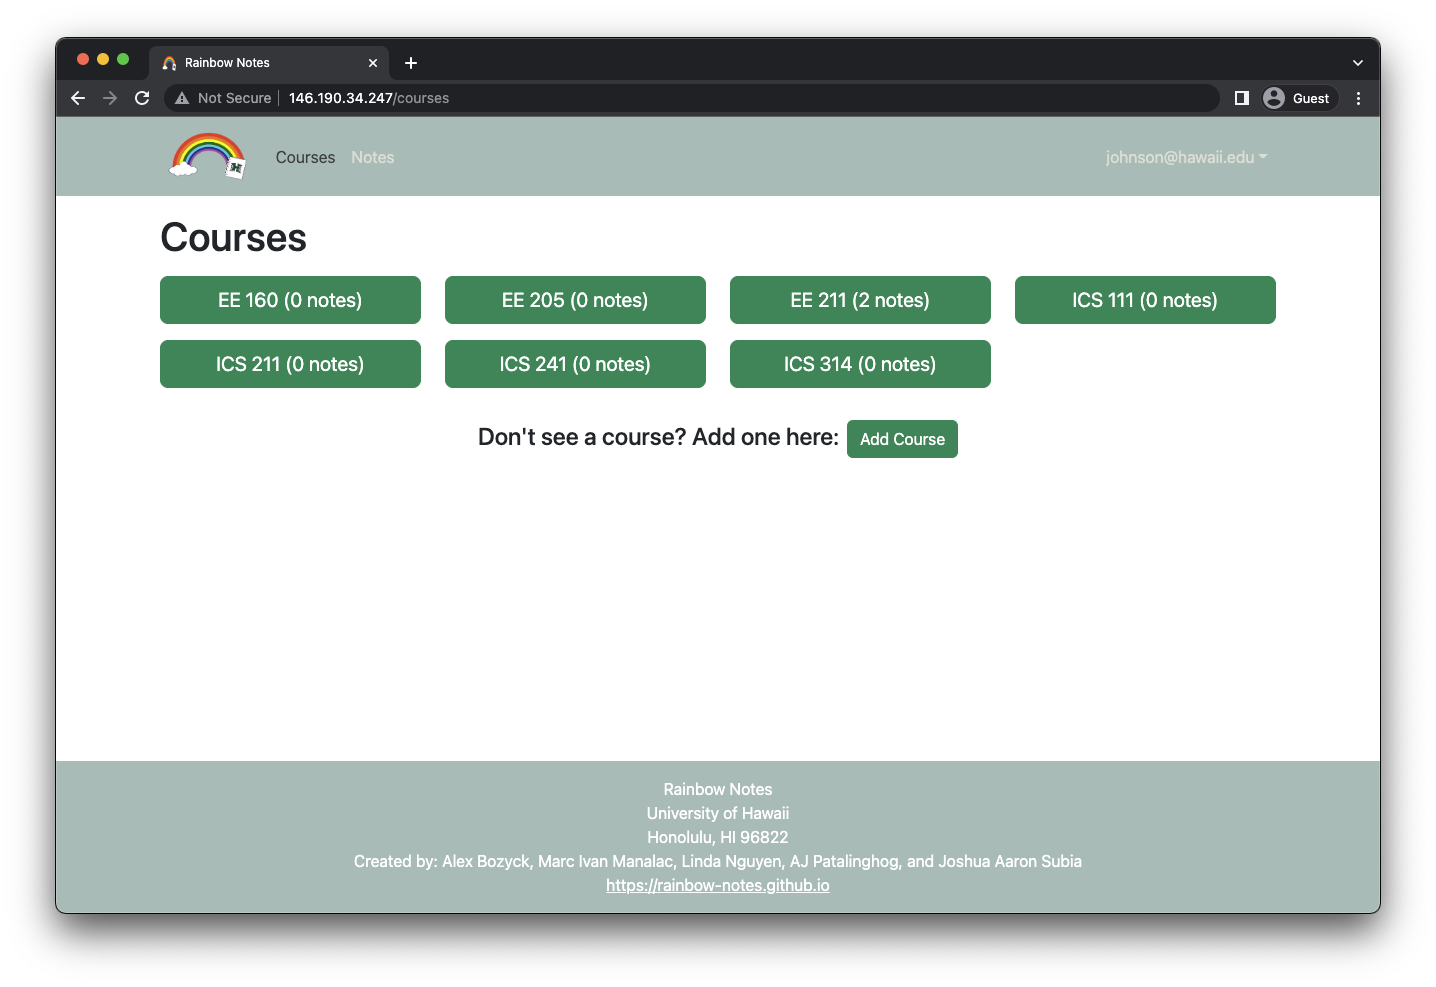 Rainbow Notes
Not Secure 146.190.34.247/courses
Guest
Courses Notes johnson@hawaii.edu
Courses
EE 160 (0 notes) EE 205 (0 notes) EE 211 (2 notes) ICS 111 (0 notes)
ICS 211 (0 notes) ICS 241 (0 notes) ICS 314 (0 notes)
Don't see a course? Add one here: Add Course
Rainbow Notes
University of Hawaii
Honolulu, HI 96822
Created by: Alex Bozyck, Marc Ivan Manalac, Linda Nguyen, AJ Patalinghog, and Joshua Aaron Subia
https://rainbow-notes.github.io